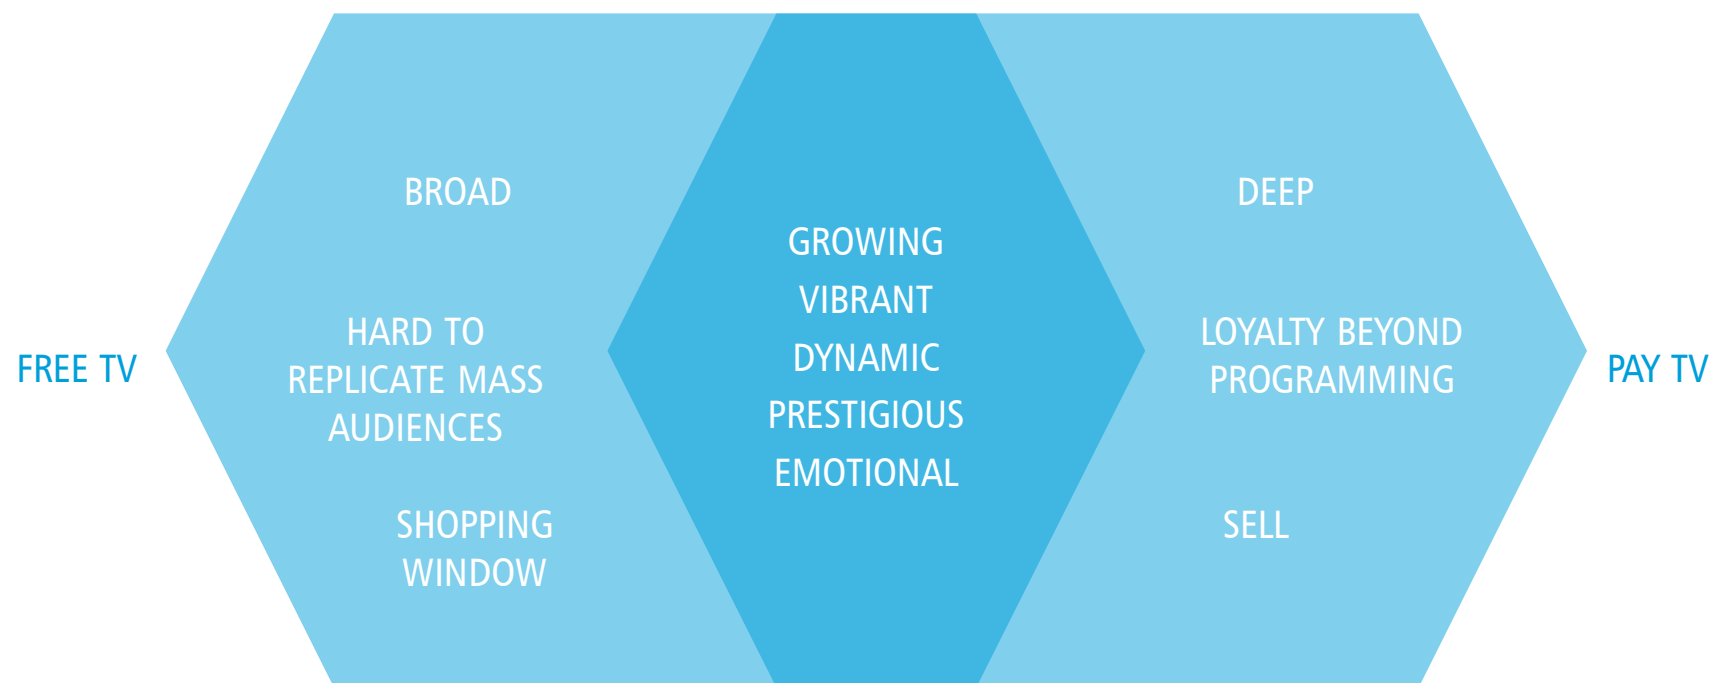 FREE TV
BROAD
HARD TO
REPLICATE MASS
AUDIENCES
SHOPPING
WINDOW
GROWING
VIBRANT
DYNAMIC
PRESTIGIOUS
EMOTIONAL
DEEP
LOYALTY BEYOND
PROGRAMMING
SELL
PAY TV